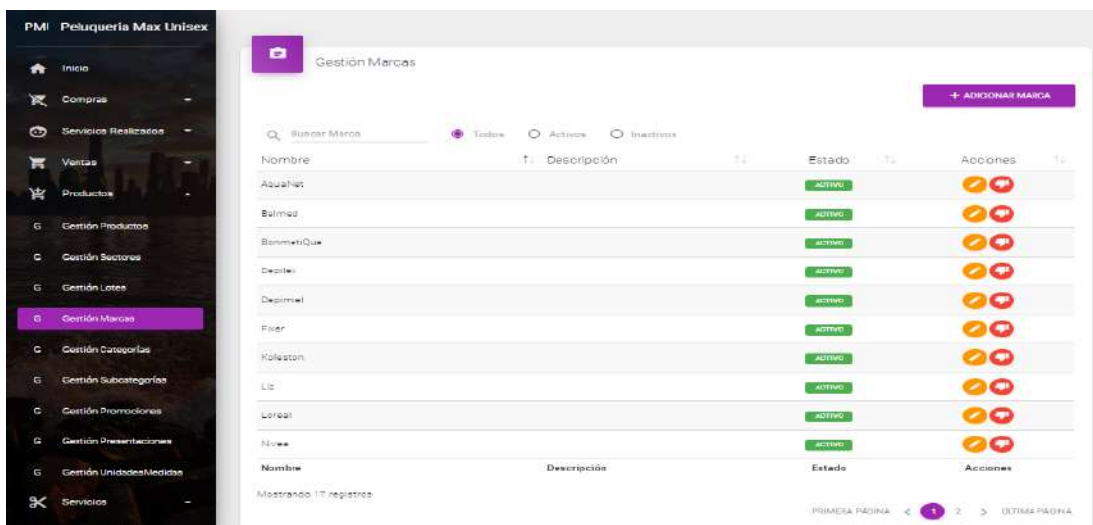 PMI Peluquería Max Unisex
Inicio
Compras
Servicios Realizados
Ventas
Productos
G Gestión Productos
G Gestión Sectores
G Gestión Lotes
G Gestión Marcas
G Gestión Categorías
G Gestión Subcategorías
G Gestión Promociones
G Gestión Presentaciones
G Gestión UnidadesMedidas
Servicios
Gestión Marcas
+ ADICIONAR MARCA
Buscar Marca Todos Activos Inactivos
Nombre Descripción Estado Acciones
AquaNet ACTIVO
Belmed ACTIVO
BonmetiQue ACTIVO
Depilex ACTIVO
Depimiel ACTIVO
Fixer ACTIVO
Koleston ACTIVO
Liz ACTIVO
Loreal ACTIVO
Nivea ACTIVO
Nombre Descripción Estado Acciones
Mostrando 17 registros
PRIMERA PAGINA < 1 2 > ULTIMA PAGINA